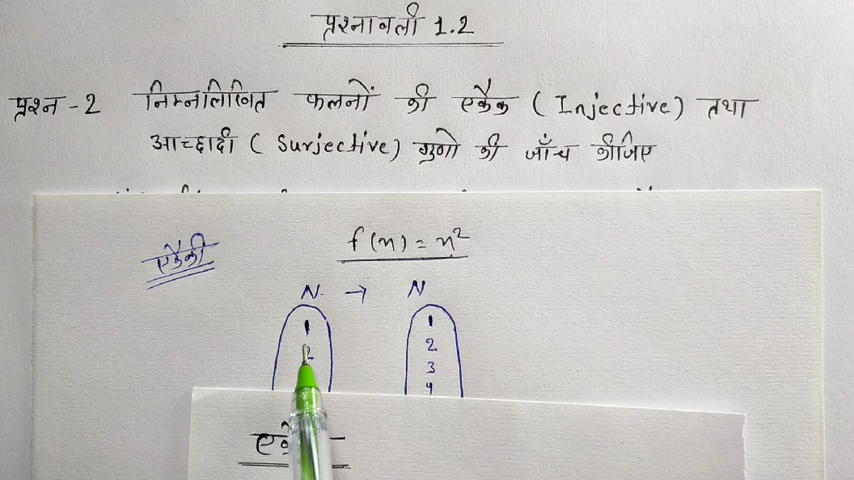 प्रश्नावली 1.2
प्रश्न-2 निम्नलिखित फलनों की एकैक (Injective) तथा
आच्छादी (Surjective) गुणो की जाँच कीजिए
एकैकी
f(n) = n²
N → N
1 1
2 2
3
4